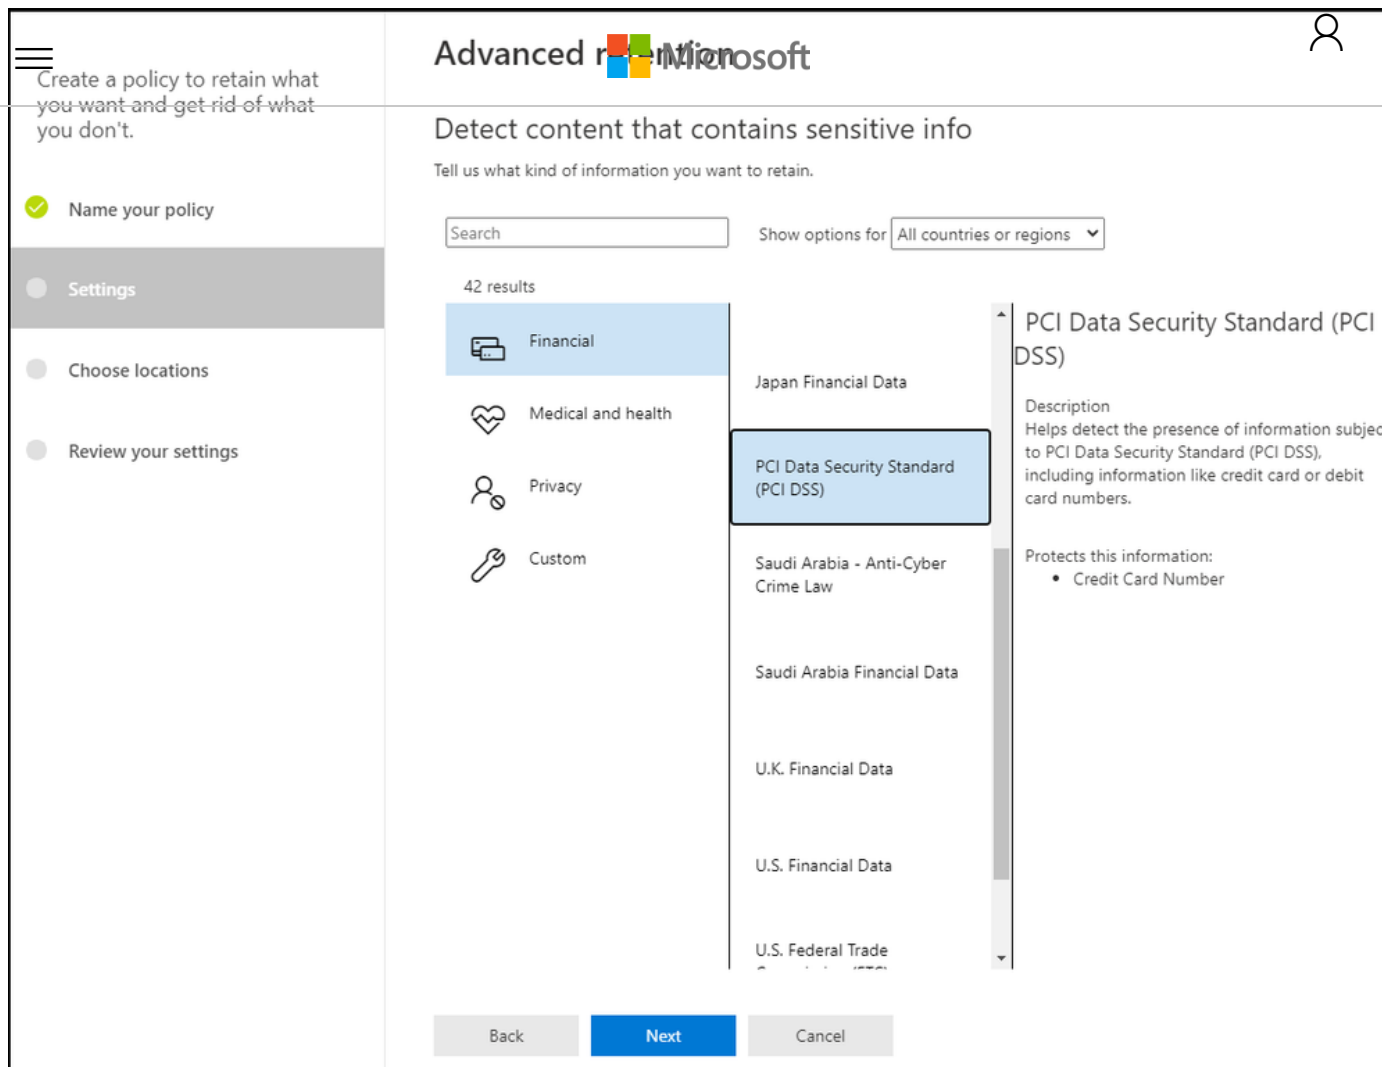 Advanced retention
Microsoft
Create a policy to retain what
you want and get rid of what
you don't.
Name your policy
Settings
Choose locations
Review your settings
Detect content that contains sensitive info
Tell us what kind of information you want to retain.
Search
Show options for All countries or regions
42 results
Financial
Medical and health
Privacy
Custom
Japan Financial Data
PCI Data Security Standard
(PCI DSS)
Saudi Arabia - Anti-Cyber
Crime Law
Saudi Arabia Financial Data
U.K. Financial Data
U.S. Financial Data
U.S. Federal Trade
PCI Data Security Standard (PCI
DSS)
Description
Helps detect the presence of information subjec
to PCI Data Security Standard (PCI DSS),
including information like credit card or debit
card numbers.
Protects this information:
• Credit Card Number
Back
Next
Cancel